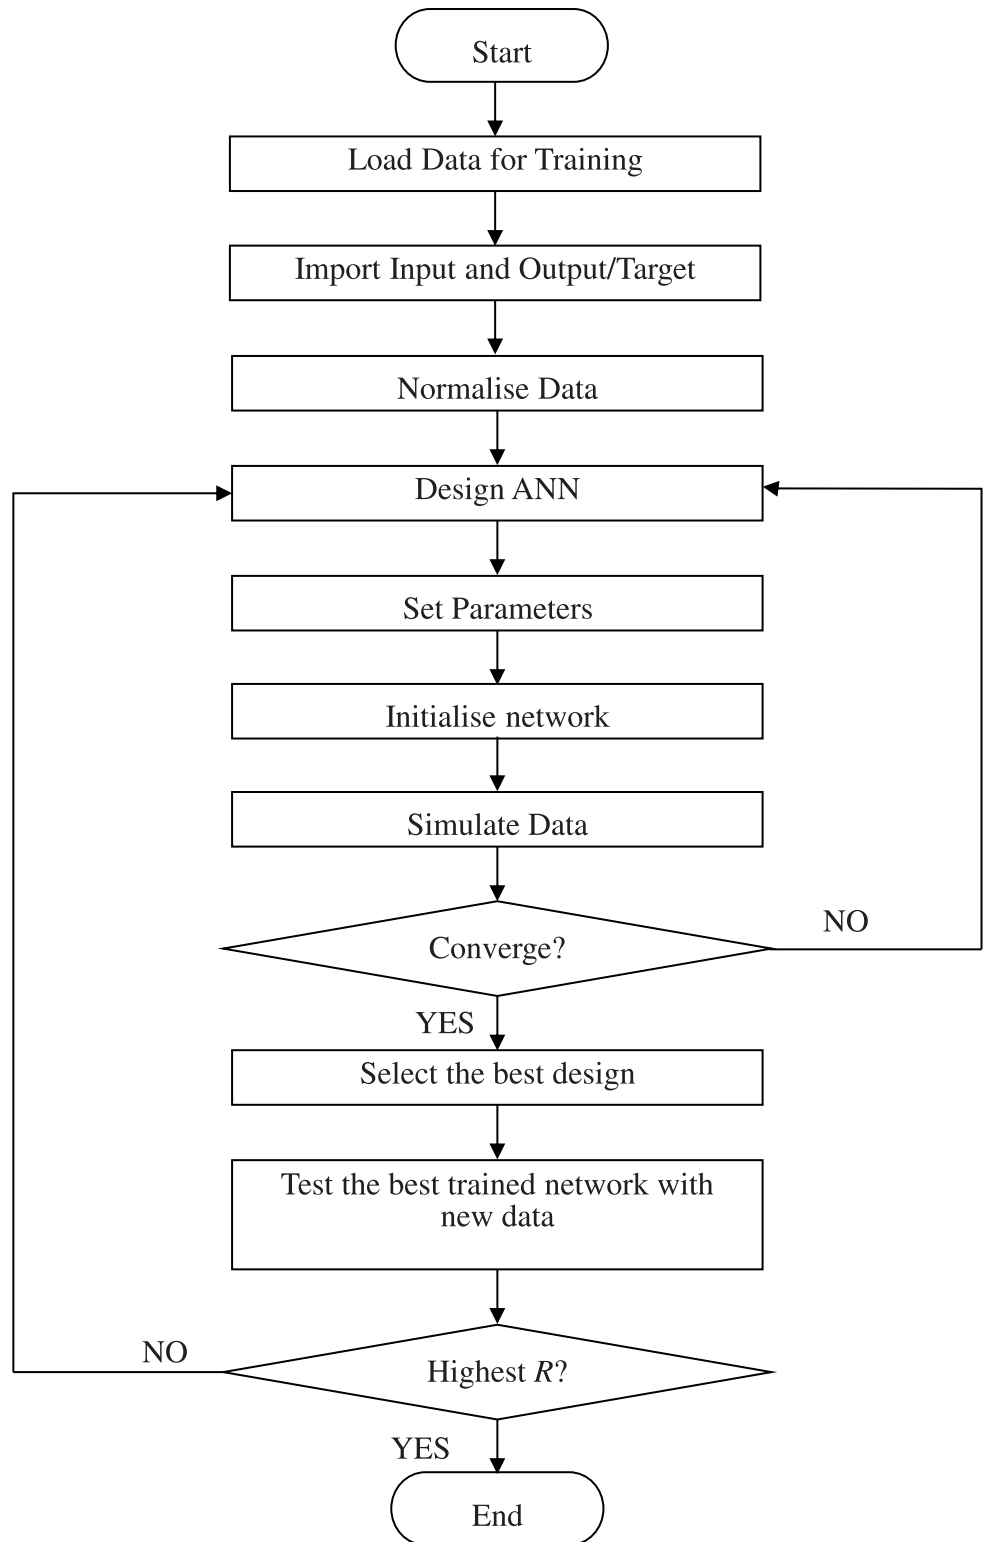 Start
Load Data for Training
Import Input and Output/Target
Normalise Data
Design ANN
Set Parameters
Initialise network
Simulate Data
NO
Converge?
YES
Select the best design
Test the best trained network with
new data
NO
Highest R?
YES
End